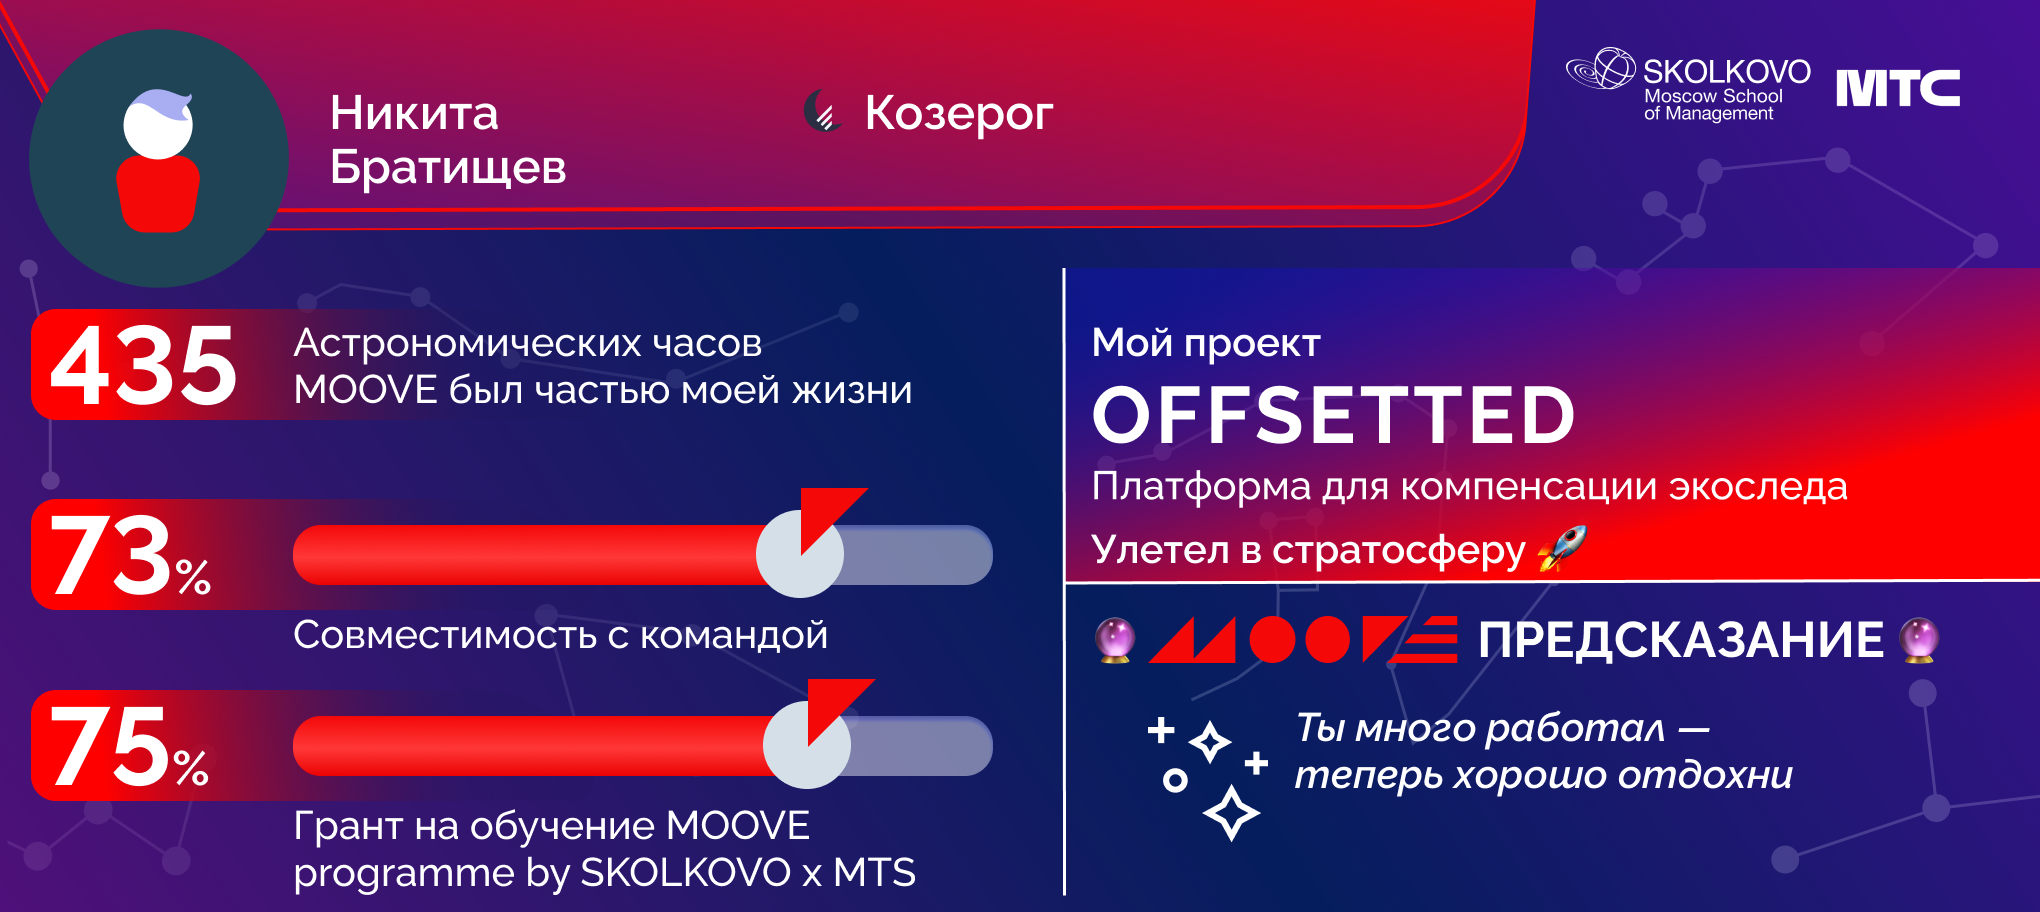 Никита
Братищев
Козерог
SKOLKOVO
Moscow School
of Management
МТС
435
Астрономических часов
MOOVE был частью моей жизни
73%
Совместимость с командой
75%
Грант на обучение MOOVE
programme by SKOLKOVO x MTS
Мой проект
OFFSETTED
Платформа для компенсации экоследа
Улетел в стратосферу 🚀
🔮 MOOVE ПРЕДСКАЗАНИЕ 🔮
Ты много работал —
теперь хорошо отдохни